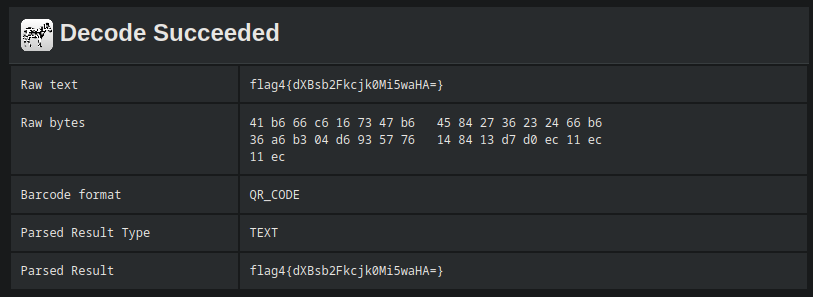 Decode Succeeded
Raw text flag4{dXBsb2Fkcjk0Mi5waHA=}
Raw bytes 41 b6 66 c6 16 73 47 b6 45 84 27 36 23 24 66 b6
36 a6 b3 04 d6 93 57 76 14 84 13 d7 d0 ec 11 ec
11 ec
Barcode format QR_CODE
Parsed Result Type TEXT
Parsed Result flag4{dXBsb2Fkcjk0Mi5waHA=}